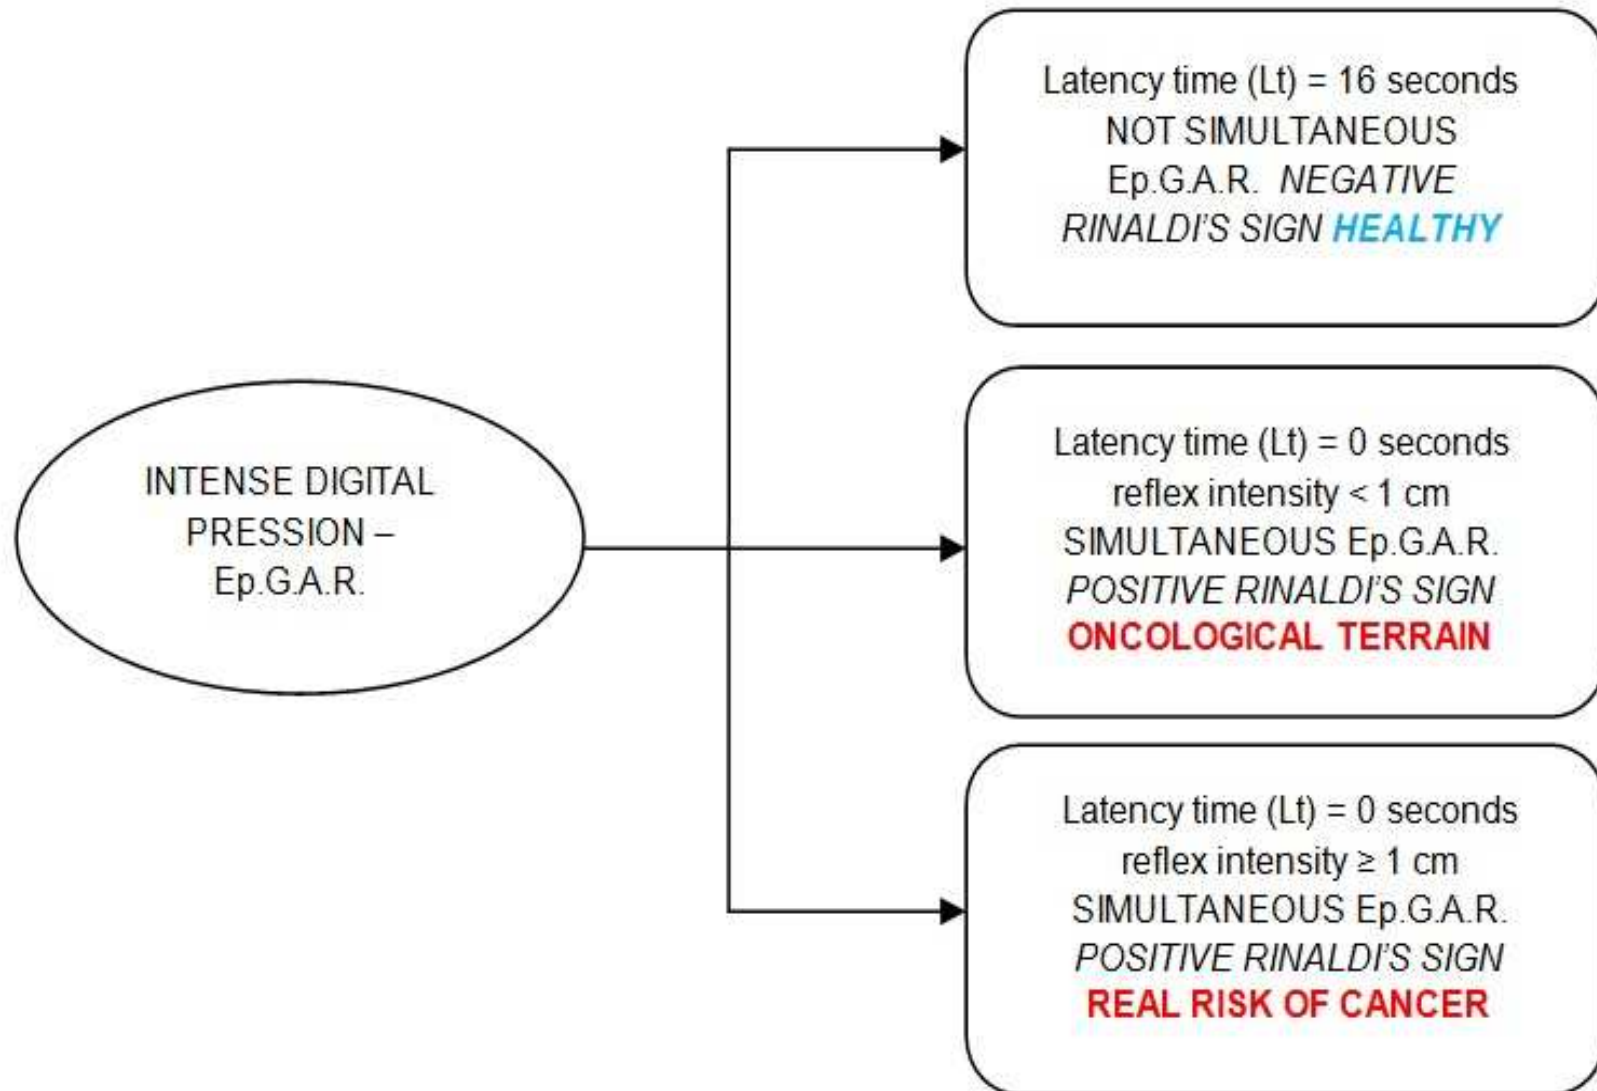 INTENSE DIGITAL
PRESSION –
Ep.G.A.R.
Latency time (Lt) = 16 seconds
NOT SIMULTANEOUS
Ep.G.A.R. NEGATIVE
RINALDI'S SIGN HEALTHY
Latency time (Lt) = 0 seconds
reflex intensity < 1 cm
SIMULTANEOUS Ep.G.A.R.
POSITIVE RINALDI'S SIGN
ONCOLOGICAL TERRAIN
Latency time (Lt) = 0 seconds
reflex intensity ≥ 1 cm
SIMULTANEOUS Ep.G.A.R.
POSITIVE RINALDI'S SIGN
REAL RISK OF CANCER